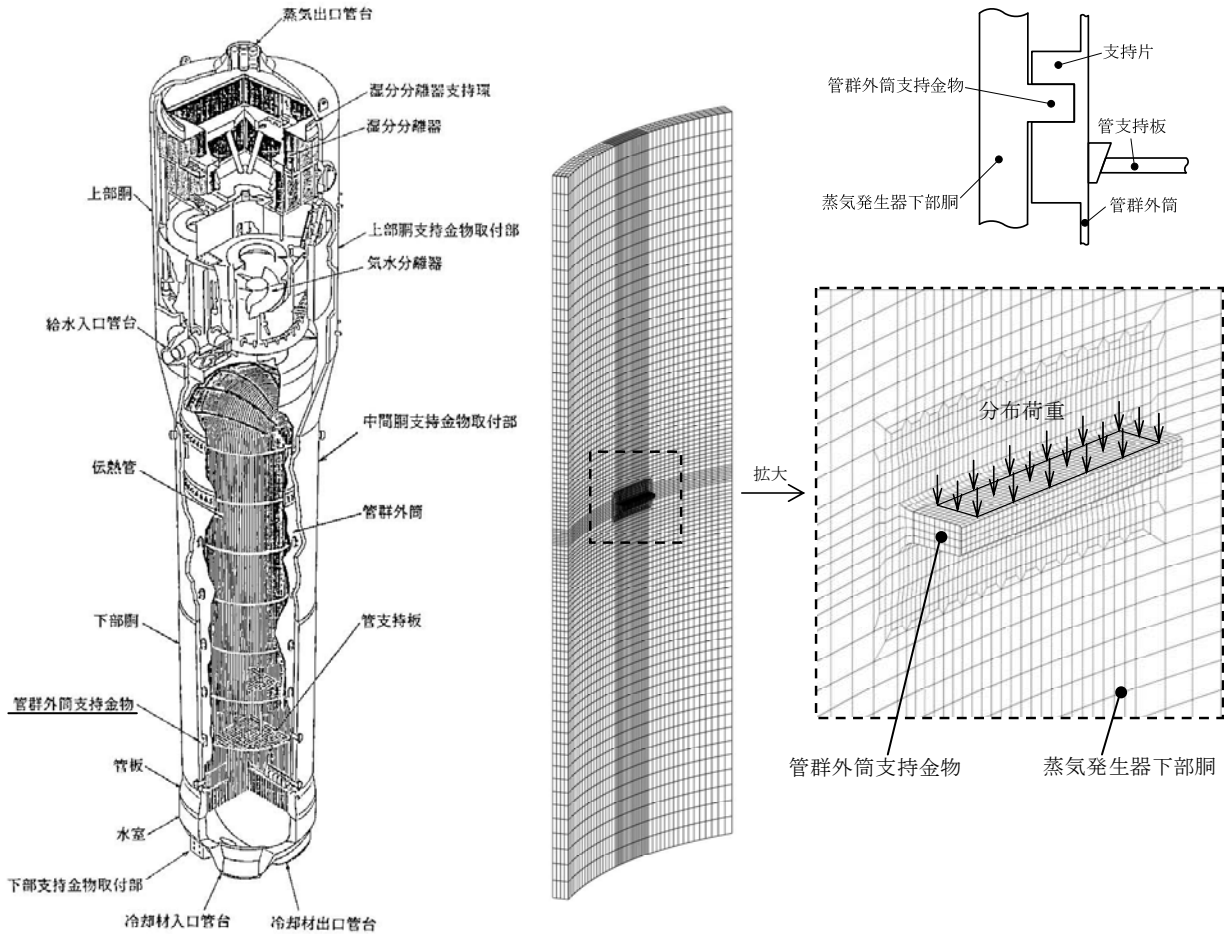 蒸気出口管台
湿分分離器支持環
湿分分離器
上部胴
上部胴支持金物取付部
気水分離器
給水入口管台
中間胴支持金物取付部
伝熱管
管群外筒
下部胴
管支持板
管群外筒支持金物
管板
水室
下部支持金物取付部
冷却材入口管台
冷却材出口管台
拡大
支持片
管群外筒支持金物
管支持板
蒸気発生器下部胴
管群外筒
分布荷重
管群外筒支持金物
蒸気発生器下部胴